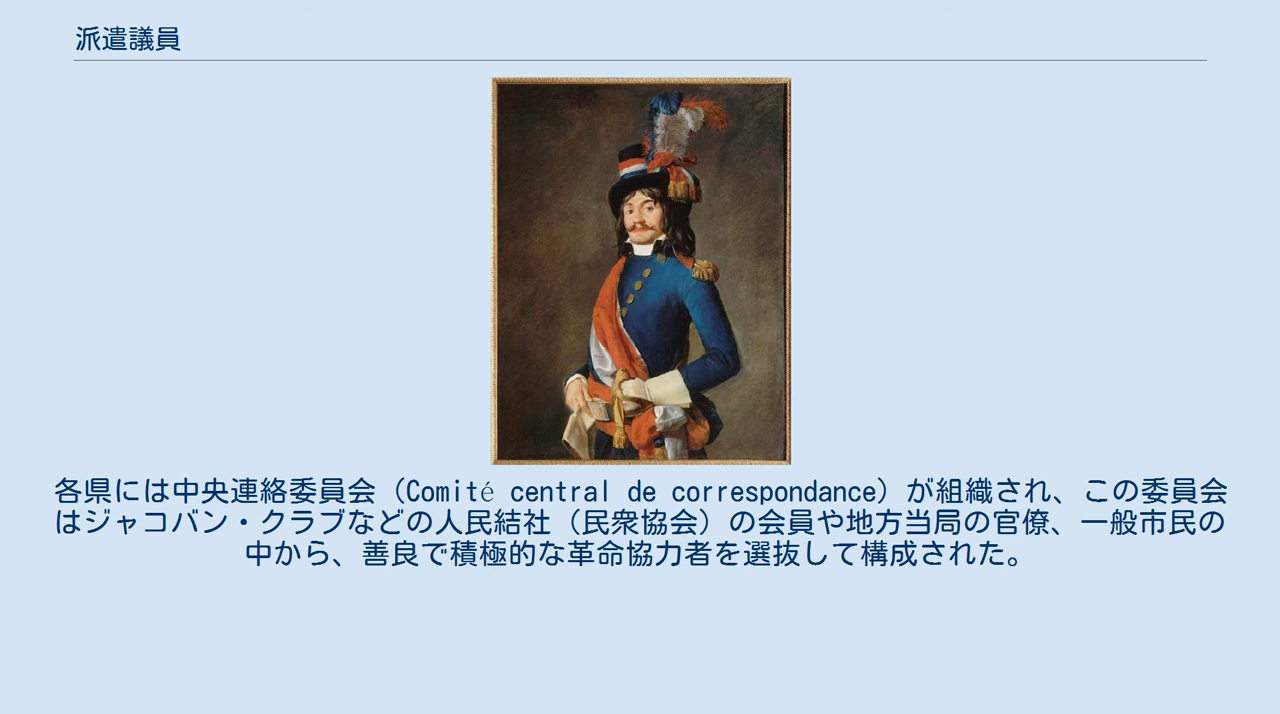 派遣議員
各県には中央連絡委員会（Comité central de correspondance）が組織され、この委員会
はジャコバン・クラブなどの人民結社（民衆協会）の会員や地方当局の官僚、一般市民の
中から、善良で積極的な革命協力者を選抜して構成された。